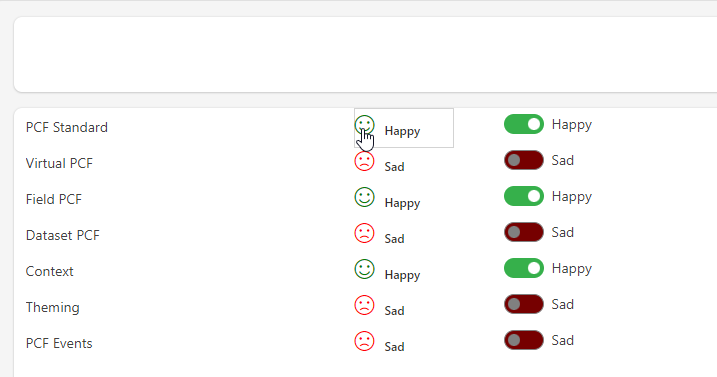 PCF Standard Happy Happy
Virtual PCF Sad Sad
Field PCF Happy Happy
Dataset PCF Sad Sad
Context Happy Happy
Theming Sad Sad
PCF Events Sad Sad